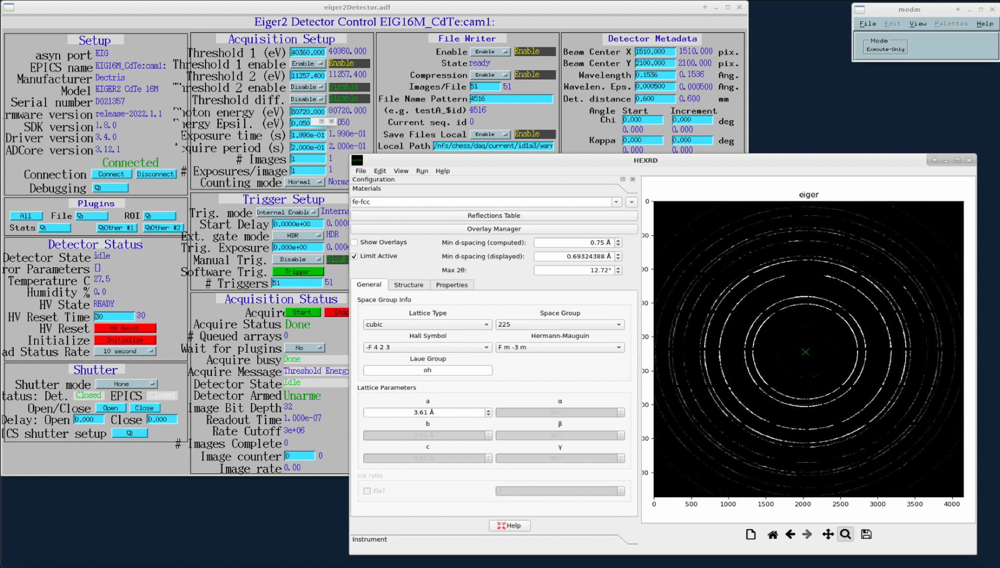 eiger2Detector.adl
Eiger2 Detector Control EIG16M_CdTe:cam1:
Setup
asyn port EIG
EPICS name EIG16M_CdTe:cam1:
Manufacturer Dectris
Model EIGER2 CdTe 16M
Serial number D021357
rmware version release-2022.1.1
SDK version 1.8.0
Driver version 3.4.0
ADCore version 3.12.1
Connected
Connection Connect Disconnect
Debugging
Plugins
All File ROI
Stats Other #1 Other #2
Detector Status
Detector State idle
ror Parameters []
Temperature C 27.5
Humidity % 0.0
HV State READY
HV Reset Time 30 30
HV Reset HV Reset
Initialize Initialize
ad Status Rate 10 second
Shutter
Shutter mode None
tatus: Det. Closed EPICS Closed
Open/Close Open Close
Delay: Open 0.000 Close 0.000
CS shutter setup
Acquisition Setup
Threshold 1 (eV) 40360.000 40360.000
Threshold 1 enable Enable Enable
Threshold 2 (eV) 11257.400 11257.400
Threshold 2 enable Disable Disable
Threshold diff. Disable Disable
hoton energy (eV) 80720.000 80720.000
nergy Epsil. (eV) 0.050 050
Exposure time (s) 1.990e-01 1.990e-01
cquire period (s) 2.000e-01 2.000e-01
# Images 1 1
# Exposures/image 1 1
Counting mode Normal Norma
Trigger Setup
Trig. mode Internal Enable Interna
Start Delay 0.0000e+00 0.000
Ext. gate mode HDR HDR
Trig. Exposure 0.000e+00 0.000
Manual Trig. Disable Disab
Software Trig. Trigger
# Triggers 51 51
Acquisition Status
Acquire Start Stop
Acquire Status Done
# Queued arrays 0
Wait for plugins No
Acquire busy Done
Acquire Message Threshold Energy
Detector State Idle
Detector Armed Unarme
Image Bit Depth 32
Readout Time 1.000e-07
Rate Cutoff 3e+06
# Images Complete 0
Image counter 0 0
Image rate 0.00
File Writer
Enable Enable Enable
State ready
Compression Enable Enable
Images/File 51 51
File Name Pattern 4516
(e.g. testA_$id) 4516
Current seq. id 0
Save Files Local Enable Enable
Local Path /nfs/chess/daq/current/id1a3/warr
Detector Metadata
Beam Center X 1510.000 1510.000 pix.
Beam Center Y 2100.000 2100.000 pix.
Wavelength 0.1536 0.1536 Ang.
Wavelen. Eps. 0.000500 0.000500 Ang.
Det. distance 0.600 0.600 mm
Angle Start Increment
Chi 0.000 0.000 deg
0.000 0.000
Kappa 0.000 0.000 deg
0.000 0.000
medm
File Edit View Palettes Help
Mode
Execute-Only
HEXRD
File Edit View Run Help
Configuration
Materials
fe-fcc
Reflections Table
Overlay Manager
Show Overlays Min d-spacing (computed): 0.75 Å
Limit Active Min d-spacing (displayed): 0.69324388 Å
Max 2θ: 12.72°
General Structure Properties
Space Group Info
Lattice Type Space Group
cubic 225
Hall Symbol Hermann-Mauguin
-F 4 2 3 F m -3 m
Laue Group
oh
Lattice Parameters
a α
3.61 Å 90°
b β
3.61 Å 90°
c γ
3.61 Å 90°
c/a ratio
Fix? 1
Help
Instrument
eiger
0
00
00
00
00
00
00
00
00
0 500 1000 1500 2000 2500 3000 3500 4000